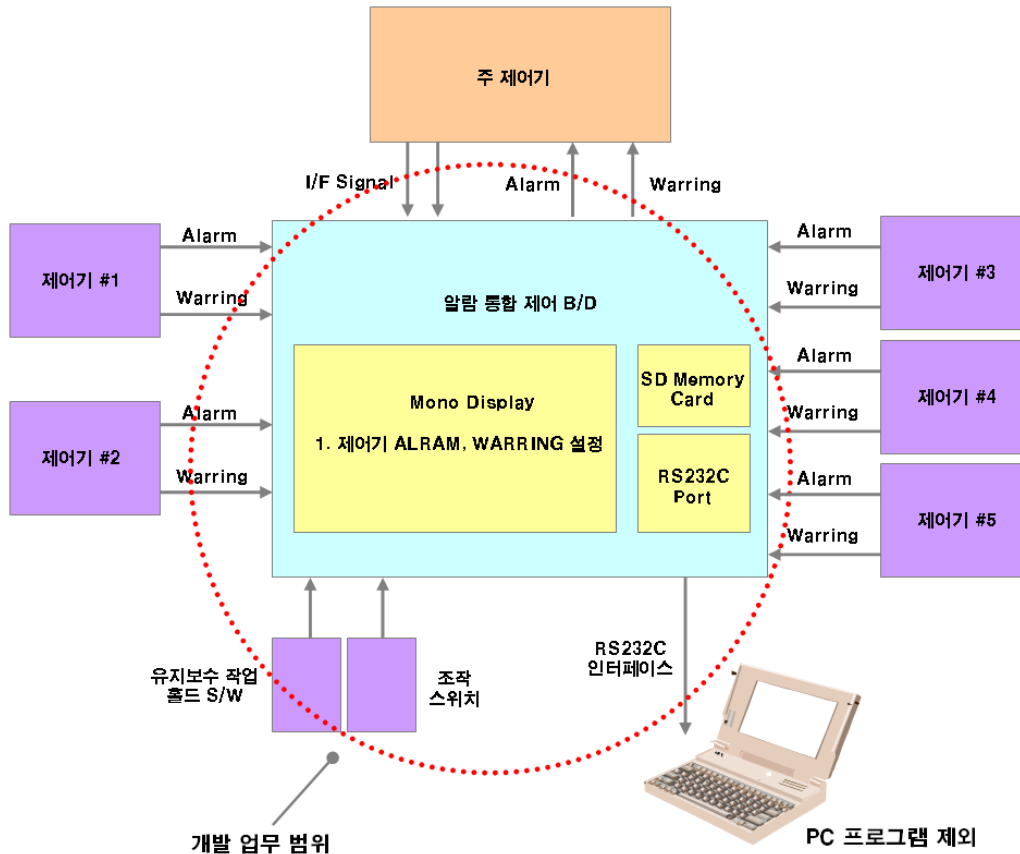 주 제어기
I/F Signal
Alarm
Warring
제어기 #1
Alarm
Warring
제어기 #2
Alarm
Warring
알람 통합 제어 B/D
Mono Display
1. 제어기 ALRAM, WARRING 설정
SD Memory
Card
RS232C
Port
Alarm
Warring
제어기 #3
Alarm
Warring
제어기 #4
Alarm
Warring
제어기 #5
유지보수 작업
홀드 S/W
조작
스위치
RS232C
인터페이스
개발 업무 범위
PC 프로그램 제외